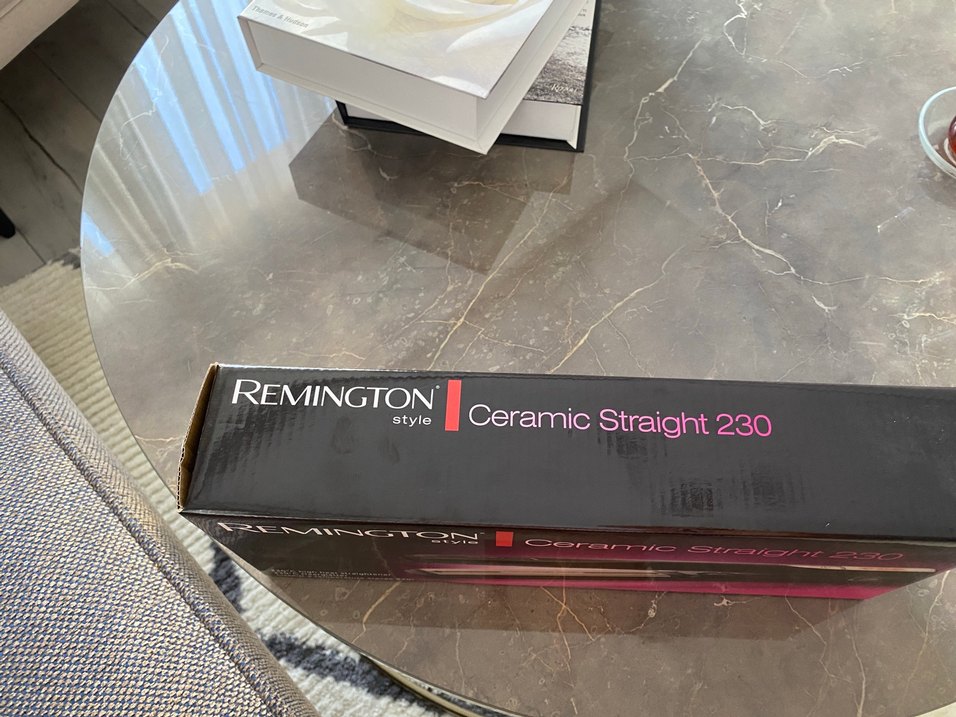 Thames & Hudson
REMINGTON®
style
Ceramic Straight 230
REMINGTON
style
Ceramic Straight 230